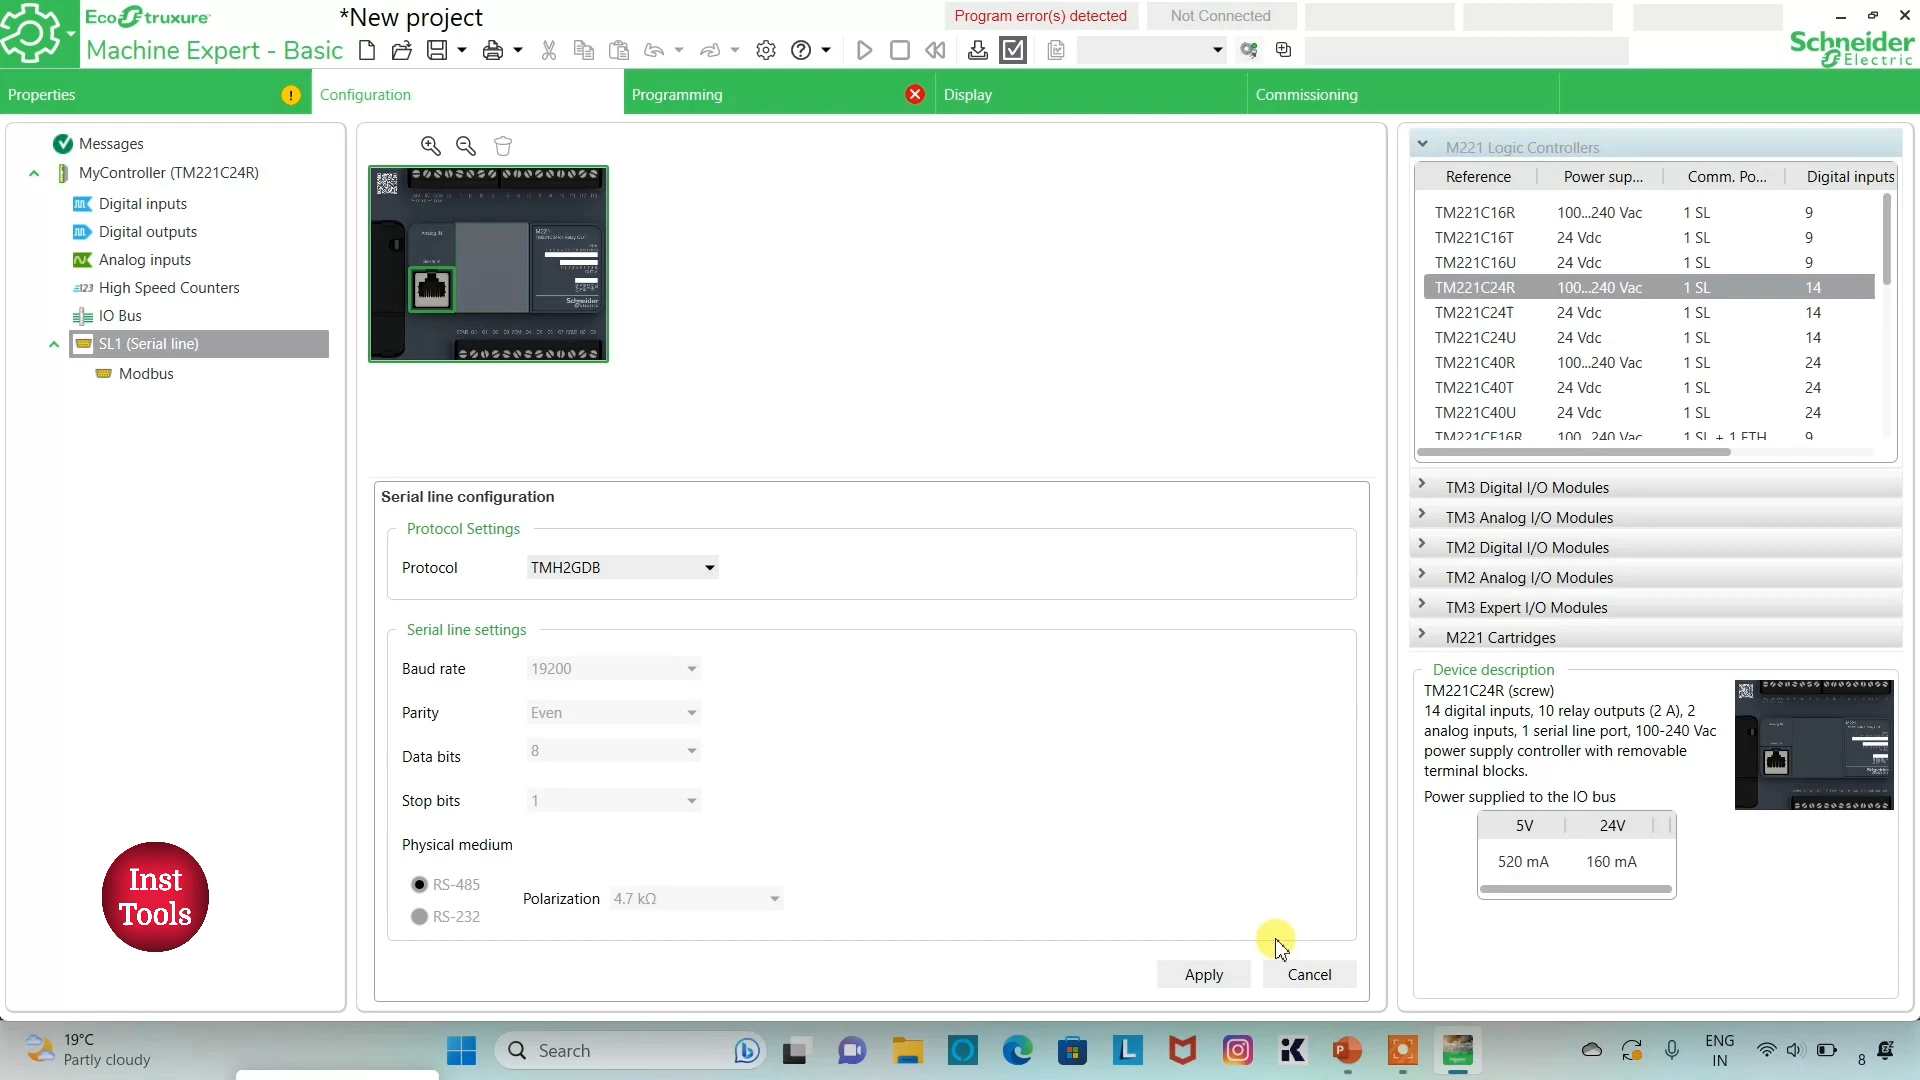 EcoStruxure
Machine Expert - Basic
*New project
Program error(s) detected
Not Connected
Schneider
Electric
Properties
Configuration
Programming
Display
Commissioning
Messages
MyController (TM221C24R)
Digital inputs
Digital outputs
Analog inputs
High Speed Counters
IO Bus
SL1 (Serial line)
Modbus
Inst
Tools
Serial line configuration
Protocol Settings
Protocol TMH2GDB
Serial line settings
Baud rate 19200
Parity Even
Data bits 8
Stop bits 1
Physical medium
RS-485
Polarization 4.7 kΩ
RS-232
Apply Cancel
M221 Logic Controllers
Reference Power sup... Comm. Po... Digital inputs
TM221C16R 100...240 Vac 1 SL 9
TM221C16T 24 Vdc 1 SL 9
TM221C16U 24 Vdc 1 SL 9
TM221C24R 100...240 Vac 1 SL 14
TM221C24T 24 Vdc 1 SL 14
TM221C24U 24 Vdc 1 SL 14
TM221C40R 100...240 Vac 1 SL 24
TM221C40T 24 Vdc 1 SL 24
TM221C40U 24 Vdc 1 SL 24
TM221CE16R 100...240 Vac 1 SL + 1 ETH 9
TM3 Digital I/O Modules
TM3 Analog I/O Modules
TM2 Digital I/O Modules
TM2 Analog I/O Modules
TM3 Expert I/O Modules
M221 Cartridges
Device description
TM221C24R (screw)
14 digital inputs, 10 relay outputs (2 A), 2
analog inputs, 1 serial line port, 100-240 Vac
power supply controller with removable
terminal blocks.
Power supplied to the IO bus
5V 24V
520 mA 160 mA
19°C
Partly cloudy
Search
ENG
IN
8